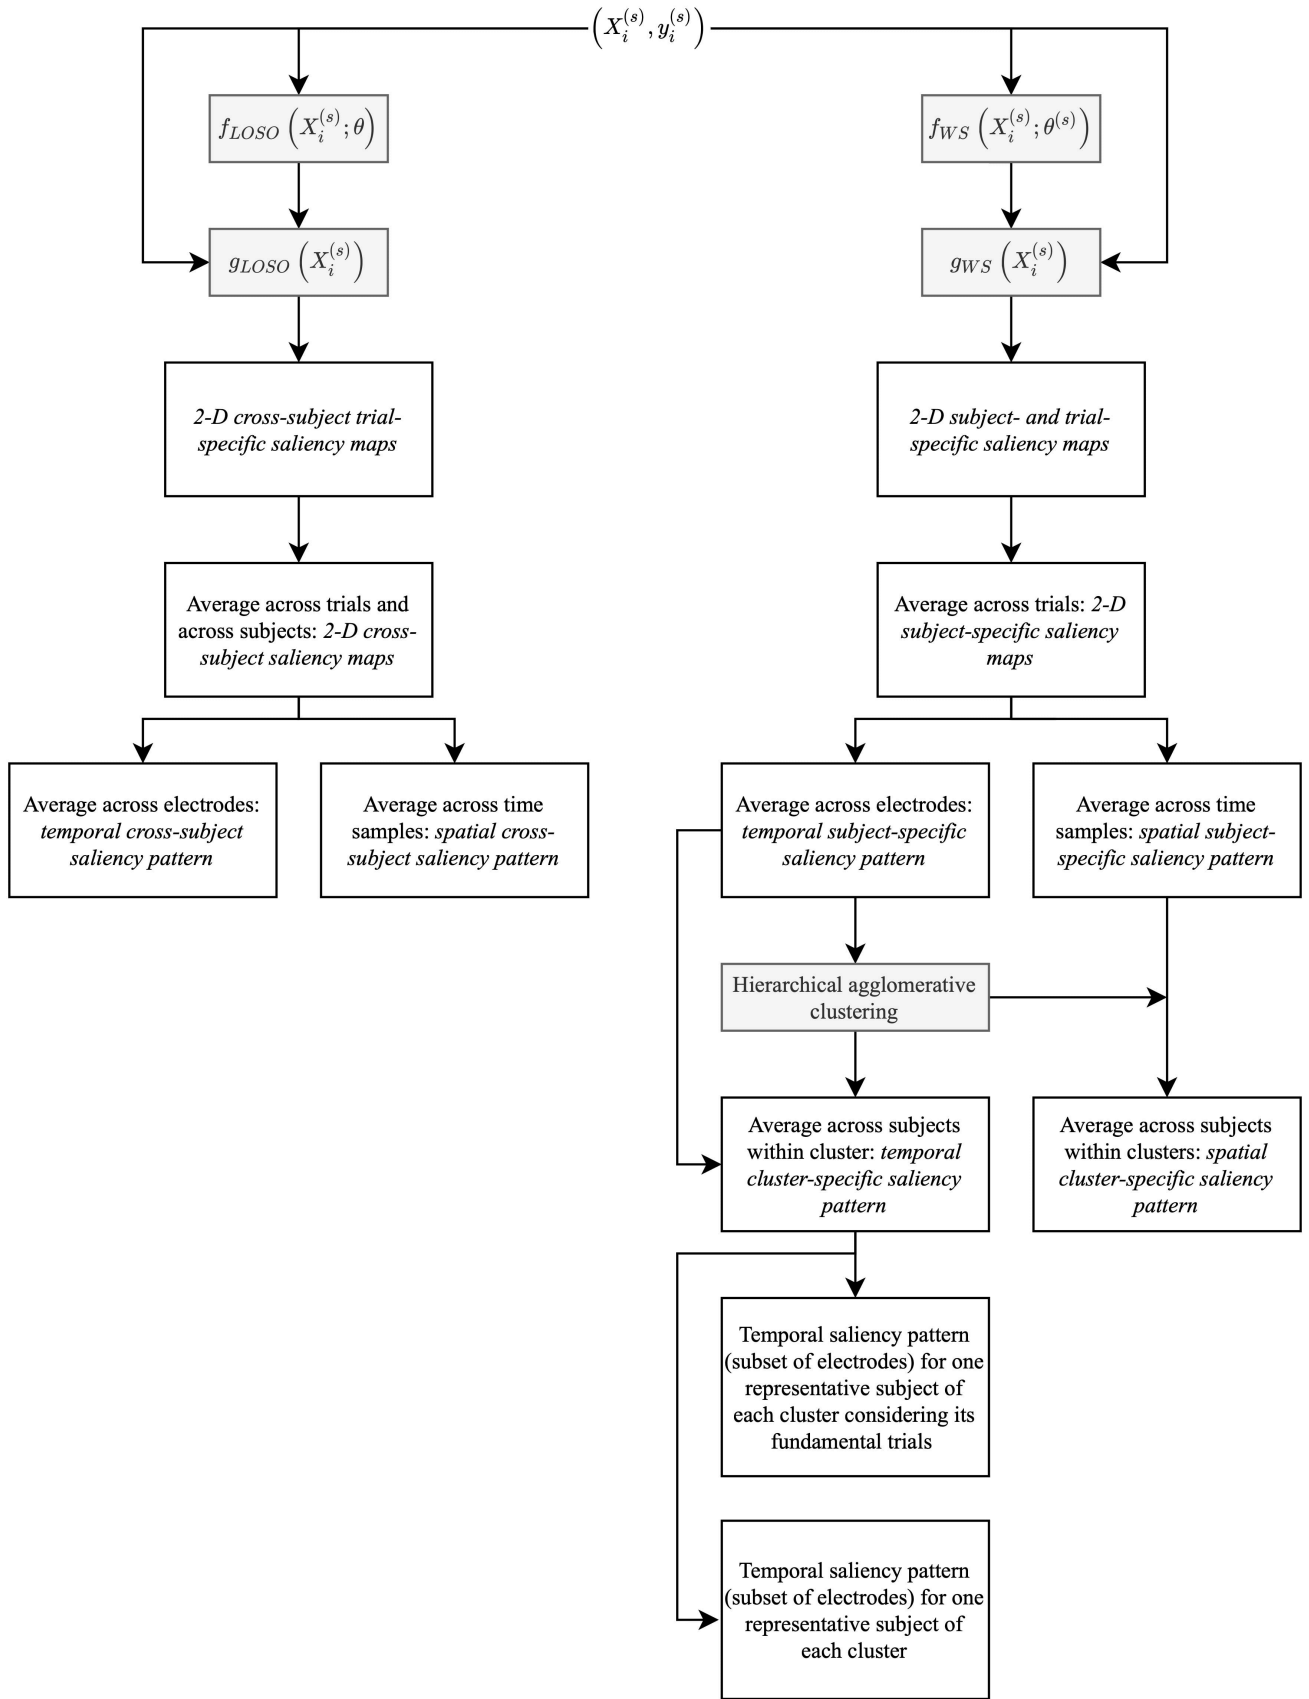 (X_i^{(s)}, y_i^{(s)})
f_{LOSO} (X_i^{(s)}; θ)
f_{WS} (X_i^{(s)}; θ^{(s)})
g_{LOSO} (X_i^{(s)})
g_{WS} (X_i^{(s)})
2-D cross-subject trial-
specific saliency maps
2-D subject- and trial-
specific saliency maps
Average across trials and
across subjects: 2-D cross-
subject saliency maps
Average across trials: 2-D
subject-specific saliency
maps
Average across electrodes:
temporal cross-subject
saliency pattern
Average across time
samples: spatial cross-
subject saliency pattern
Average across electrodes:
temporal subject-specific
saliency pattern
Average across time
samples: spatial subject-
specific saliency pattern
Hierarchical agglomerative
clustering
Average across subjects
within cluster: temporal
cluster-specific saliency
pattern
Average across subjects
within clusters: spatial
cluster-specific saliency
pattern
Temporal saliency pattern
(subset of electrodes) for one
representative subject of
each cluster considering its
fundamental trials
Temporal saliency pattern
(subset of electrodes) for one
representative subject of
each cluster